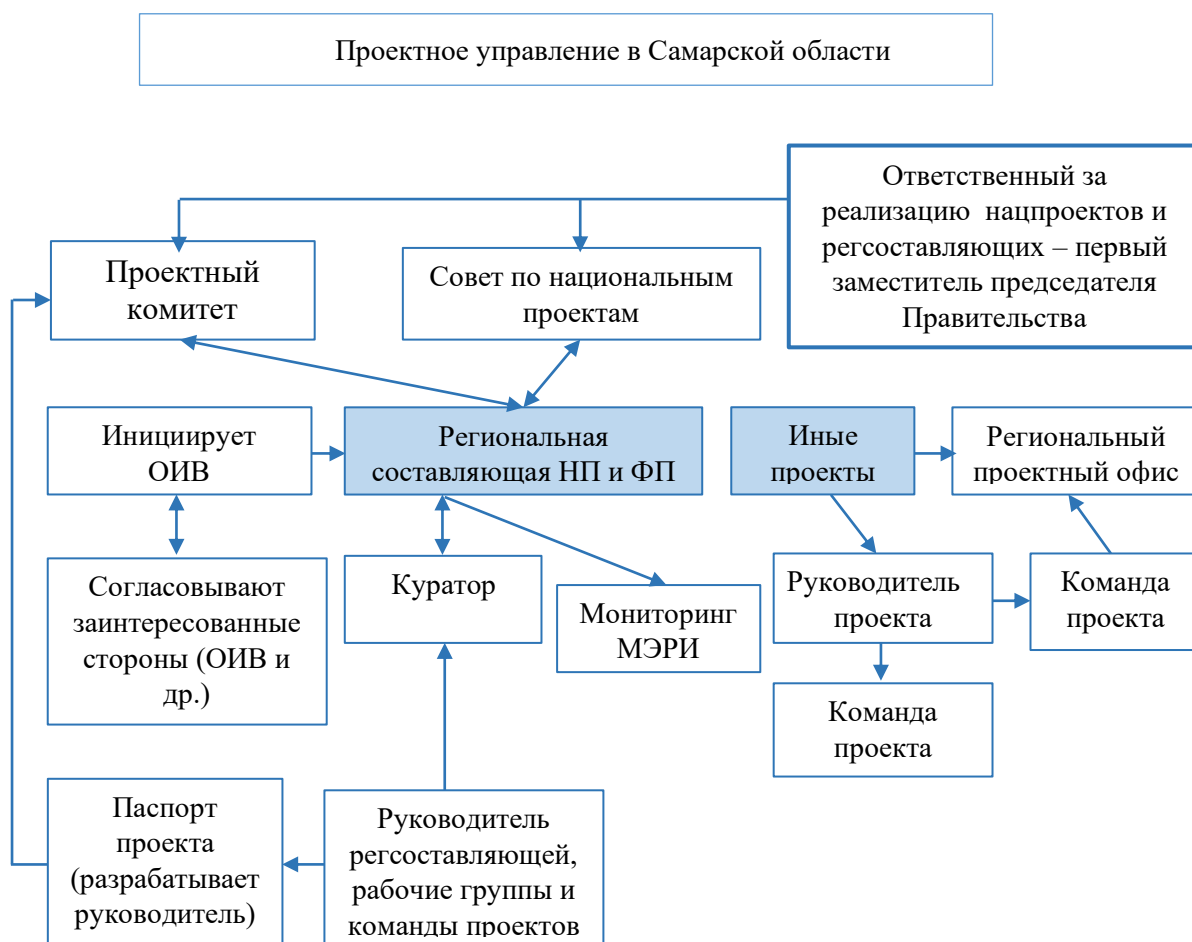 Проектное управление в Самарской области
Ответственный за
реализацию нацпроектов и
регсоставляющих – первый
заместитель председателя
Правительства
Проектный
комитет
Совет по национальным
проектам
Инициирует
ОИВ
Региональная
составляющая НП и ФП
Иные
проекты
Региональный
проектный офис
Согласовывают
заинтересованные
стороны (ОИВ и
др.)
Куратор
Мониторинг
МЭРИ
Руководитель
проекта
Команда
проекта
Команда
проекта
Паспорт
проекта
(разрабатывает
руководитель)
Руководитель
регсоставляющей,
рабочие группы и
команды проектов